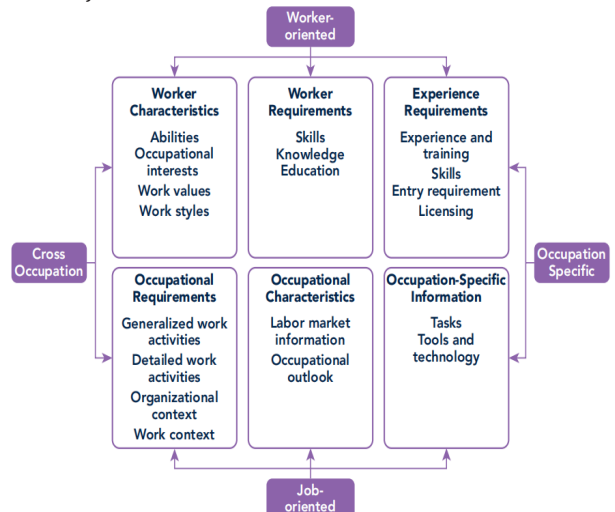 Worker-
oriented
Worker
Characteristics
Abilities
Occupational
interests
Work values
Work styles
Worker
Requirements
Skills
Knowledge
Education
Experience
Requirements
Experience and
training
Skills
Entry requirement
Licensing
Cross
Occupation
Occupation
Specific
Occupational
Requirements
Generalized work
activities
Detailed work
activities
Organizational
context
Work context
Occupational
Characteristics
Labor market
information
Occupational
outlook
Occupation-Specific
Information
Tasks
Tools and
technology
Job-
oriented